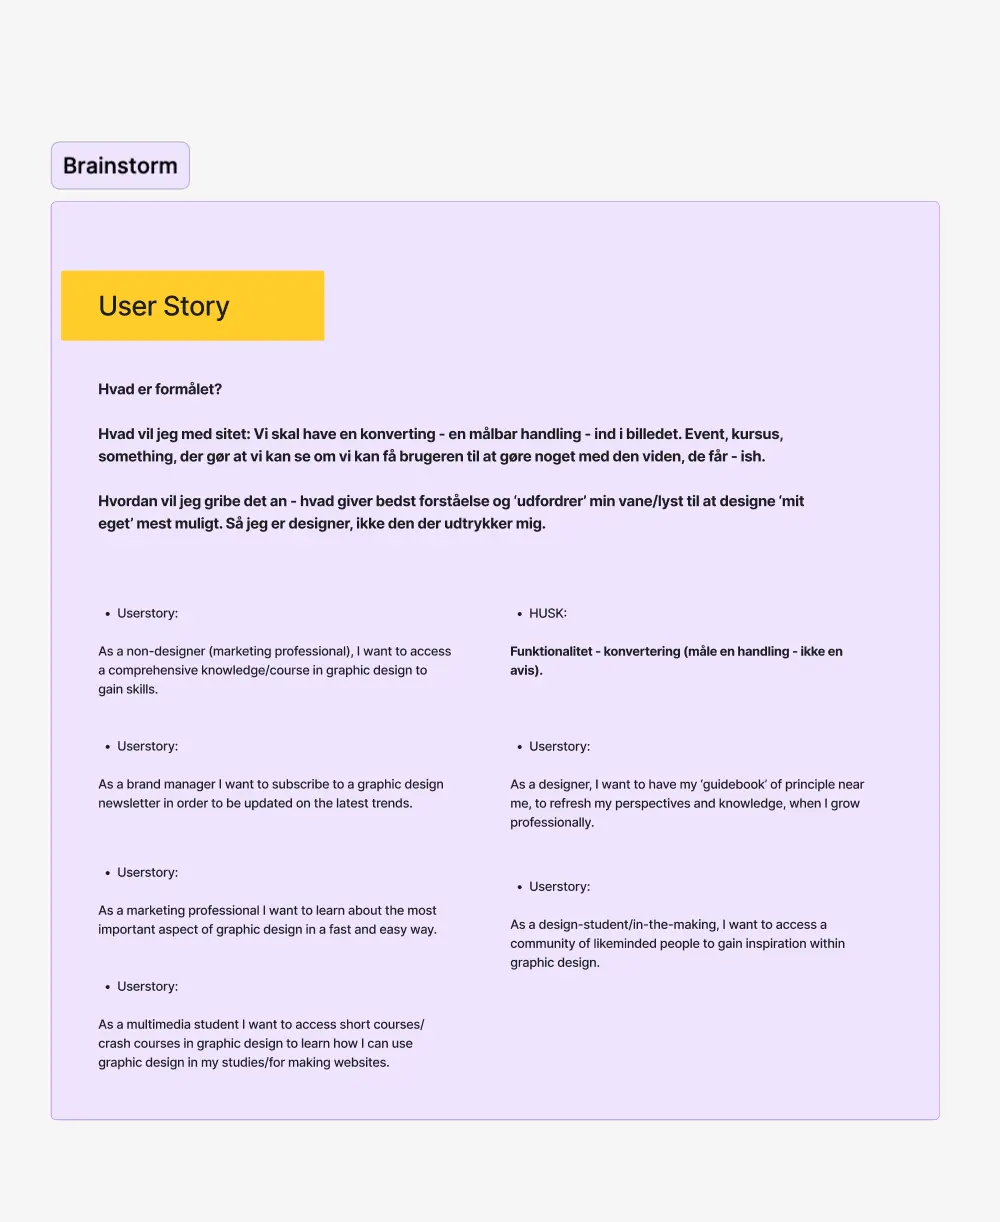 Brainstorm
User Story
Hvad er formålet?
Hvad vil jeg med sitet: Vi skal have en konverting - en målbar handling - ind i billedet. Event, kursus,
something, der gør at vi kan se om vi kan få brugeren til at gøre noget med den viden, de får - ish.
Hvordan vil jeg gribe det an - hvad giver bedst forståelse og ‘udfordrer’ min vane/lyst til at designe ‘mit
eget’ mest muligt. Så jeg er designer, ikke den der udtrykker mig.
• Userstory:
As a non-designer (marketing professional), I want to access
a comprehensive knowledge/course in graphic design to
gain skills.
• Userstory:
As a brand manager I want to subscribe to a graphic design
newsletter in order to be updated on the latest trends.
• Userstory:
As a marketing professional I want to learn about the most
important aspect of graphic design in a fast and easy way.
• Userstory:
As a multimedia student I want to access short courses/
crash courses in graphic design to learn how I can use
graphic design in my studies/for making websites.
• HUSK:
Funktionalitet - konvertering (måle en handling - ikke en
avis).
• Userstory:
As a designer, I want to have my ‘guidebook’ of principle near
me, to refresh my perspectives and knowledge, when I grow
professionally.
• Userstory:
As a design-student/in-the-making, I want to access a
community of likeminded people to gain inspiration within
graphic design.